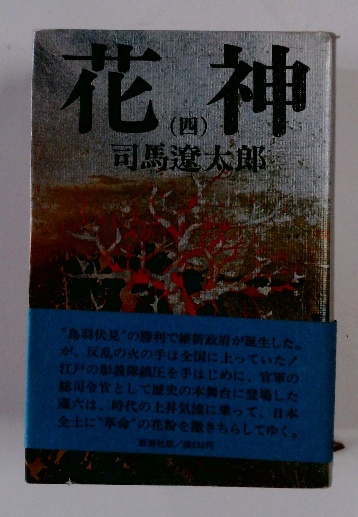 花神
(四)
司馬遼太郎
"鳥羽伏見"の勝利で維新政府が誕生した。
が、反乱の火の手は全国に上っていた!
江戸の彰義隊鎮圧を手はじめに、官軍の
総司令官として歴史の本舞台に登場した
蔵六は、時代の上昇気流に乗って、日本
全土に"革命"の花粉を撒きちらしてゆく。
新潮社版/